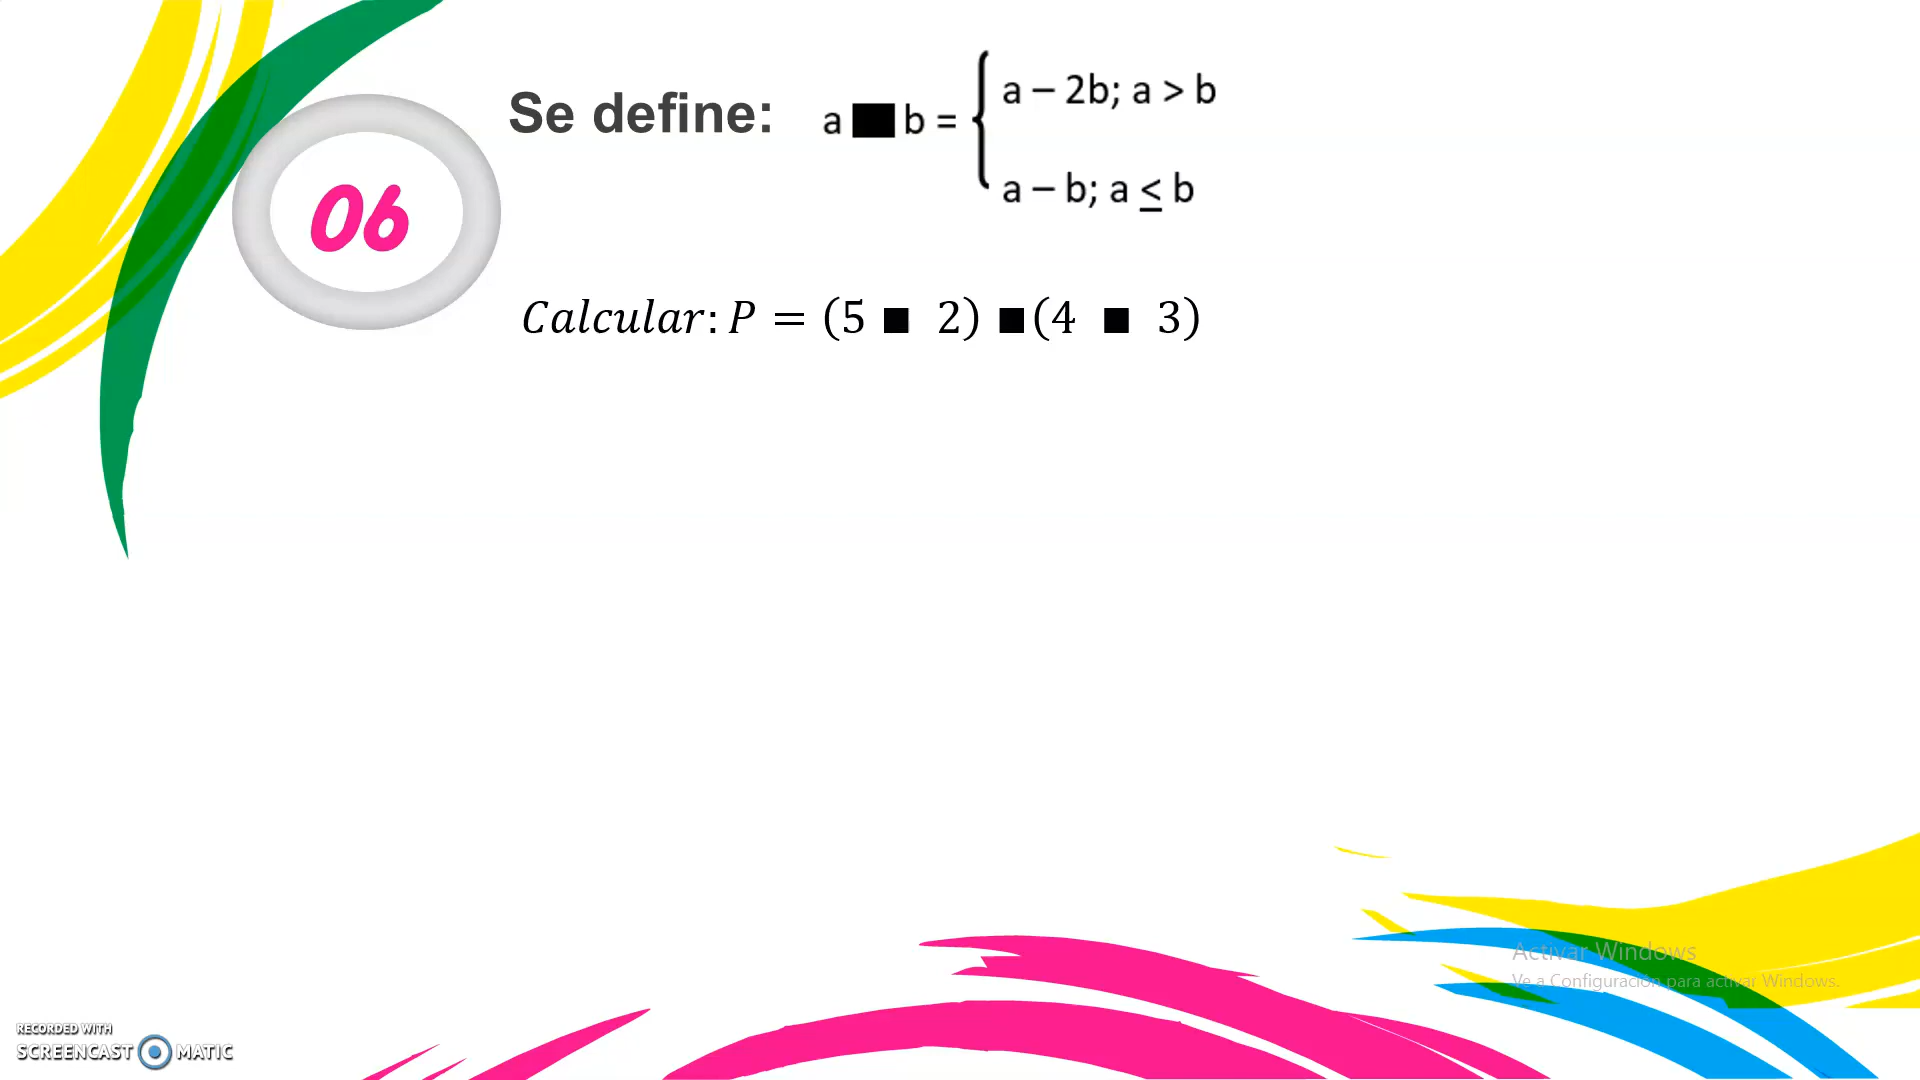 Se define: a ■ b = { a – 2b; a > b
a – b; a ≤ b
06
Calcular: P = (5 ■ 2) ■ (4 ■ 3)
Activar Windows
Ve a Configuración para activar Windows.
RECORDED WITH
SCREENCAST MATIC